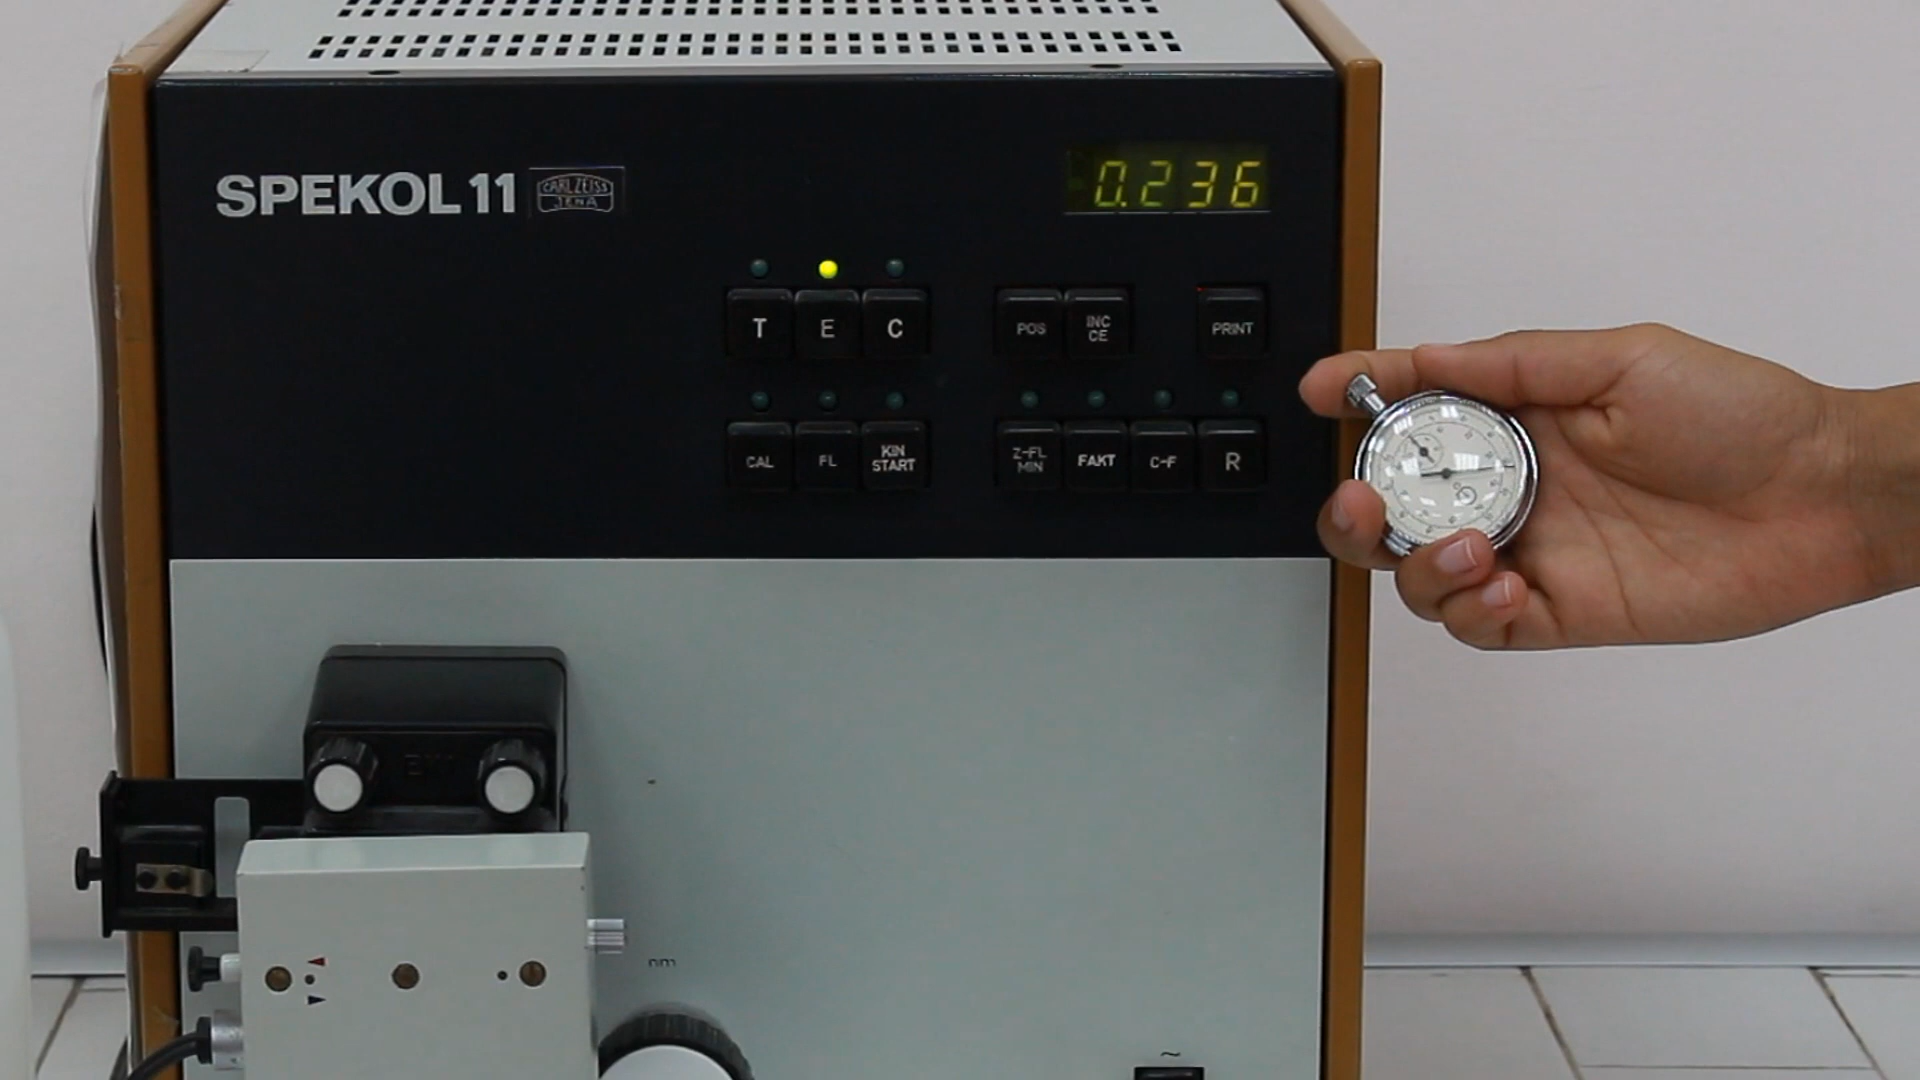 SPEKOL 11
CARL ZEISS
JENA
0.236
T E C
POS
INC
CE
PRINT
CAL
FL
KIN
START
Z-FL
MIN
FAKT
C-F
R
nm
~